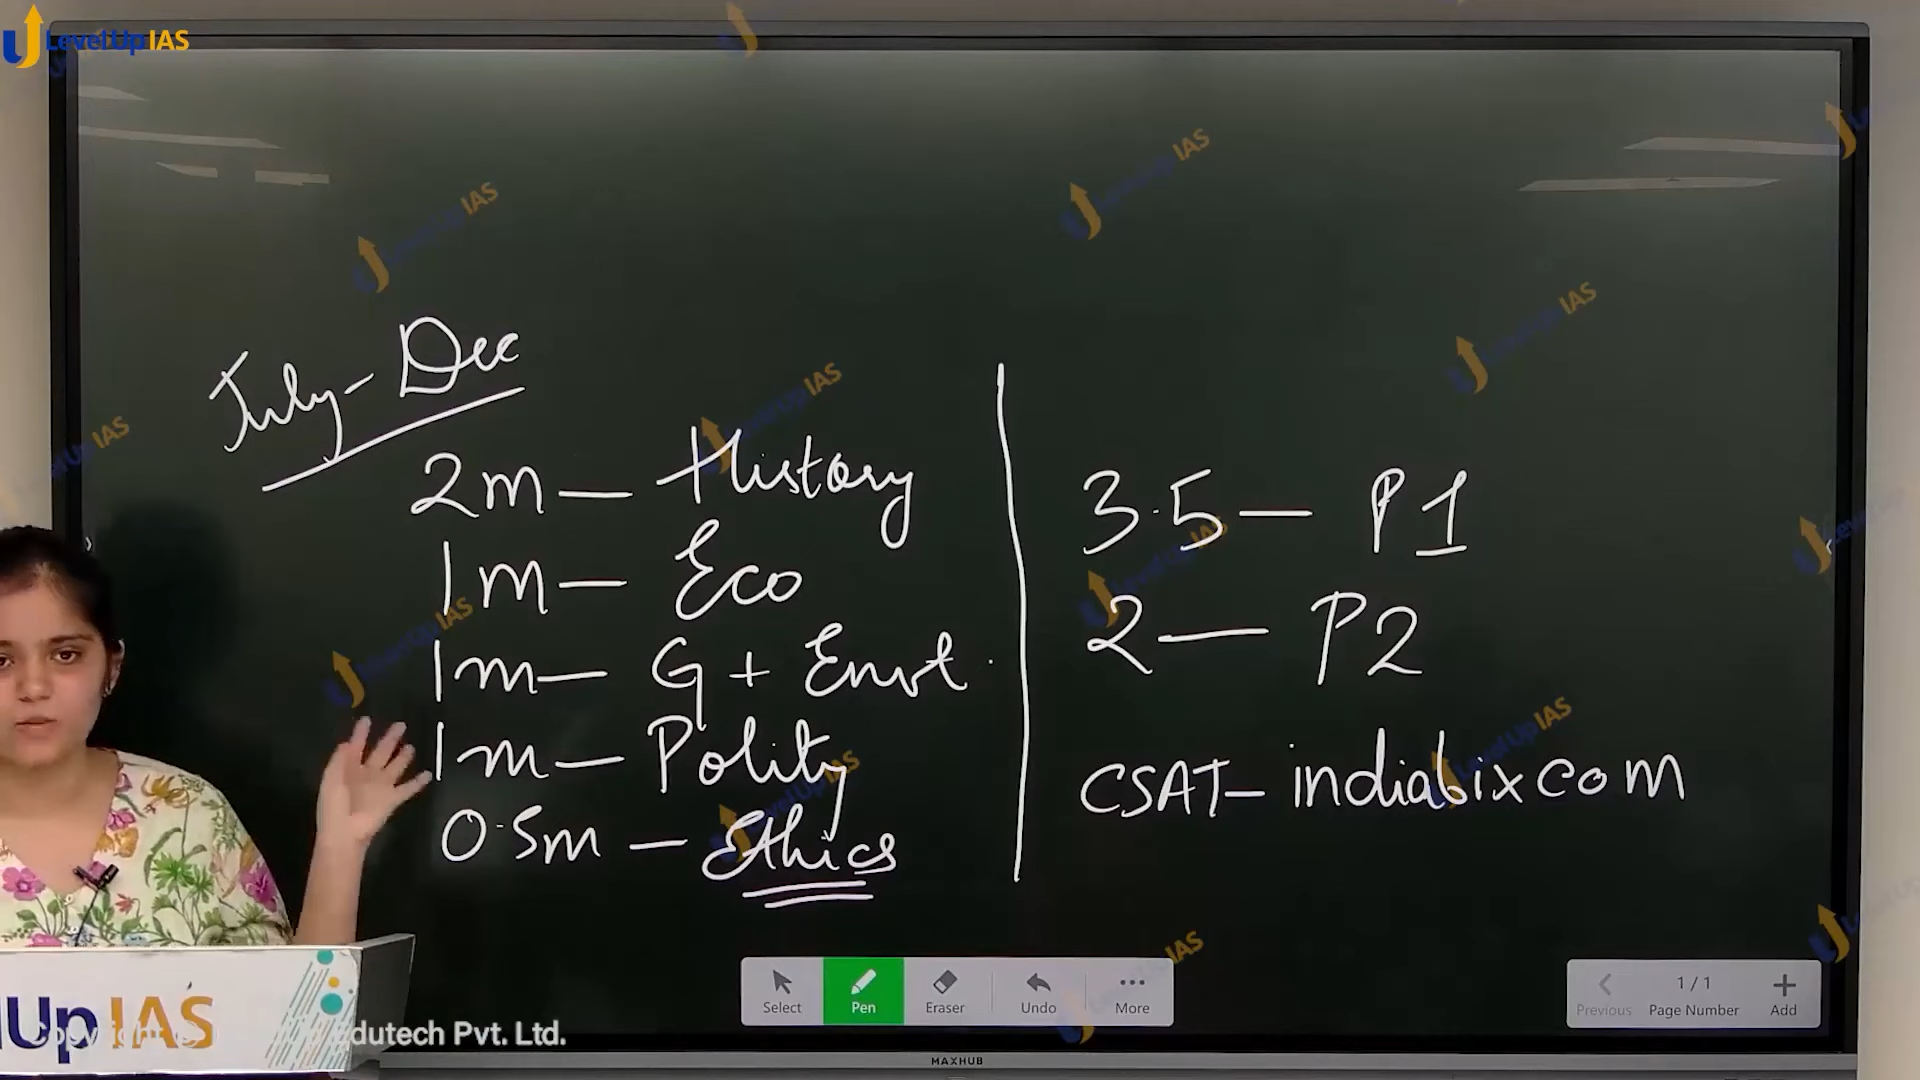 LevelUp IAS
July - Dec
2m — History
1m — Eco
1m — G + Envt.
1m — Polity
0.5m — Ethics
3.5 — P1
2 — P2
CSAT - indiabix com
Select
Pen
Eraser
Undo
More
Previous
1 / 1
Page Number
Add
lUp IAS
Copyright
Edutech Pvt. Ltd.
MAXHUB